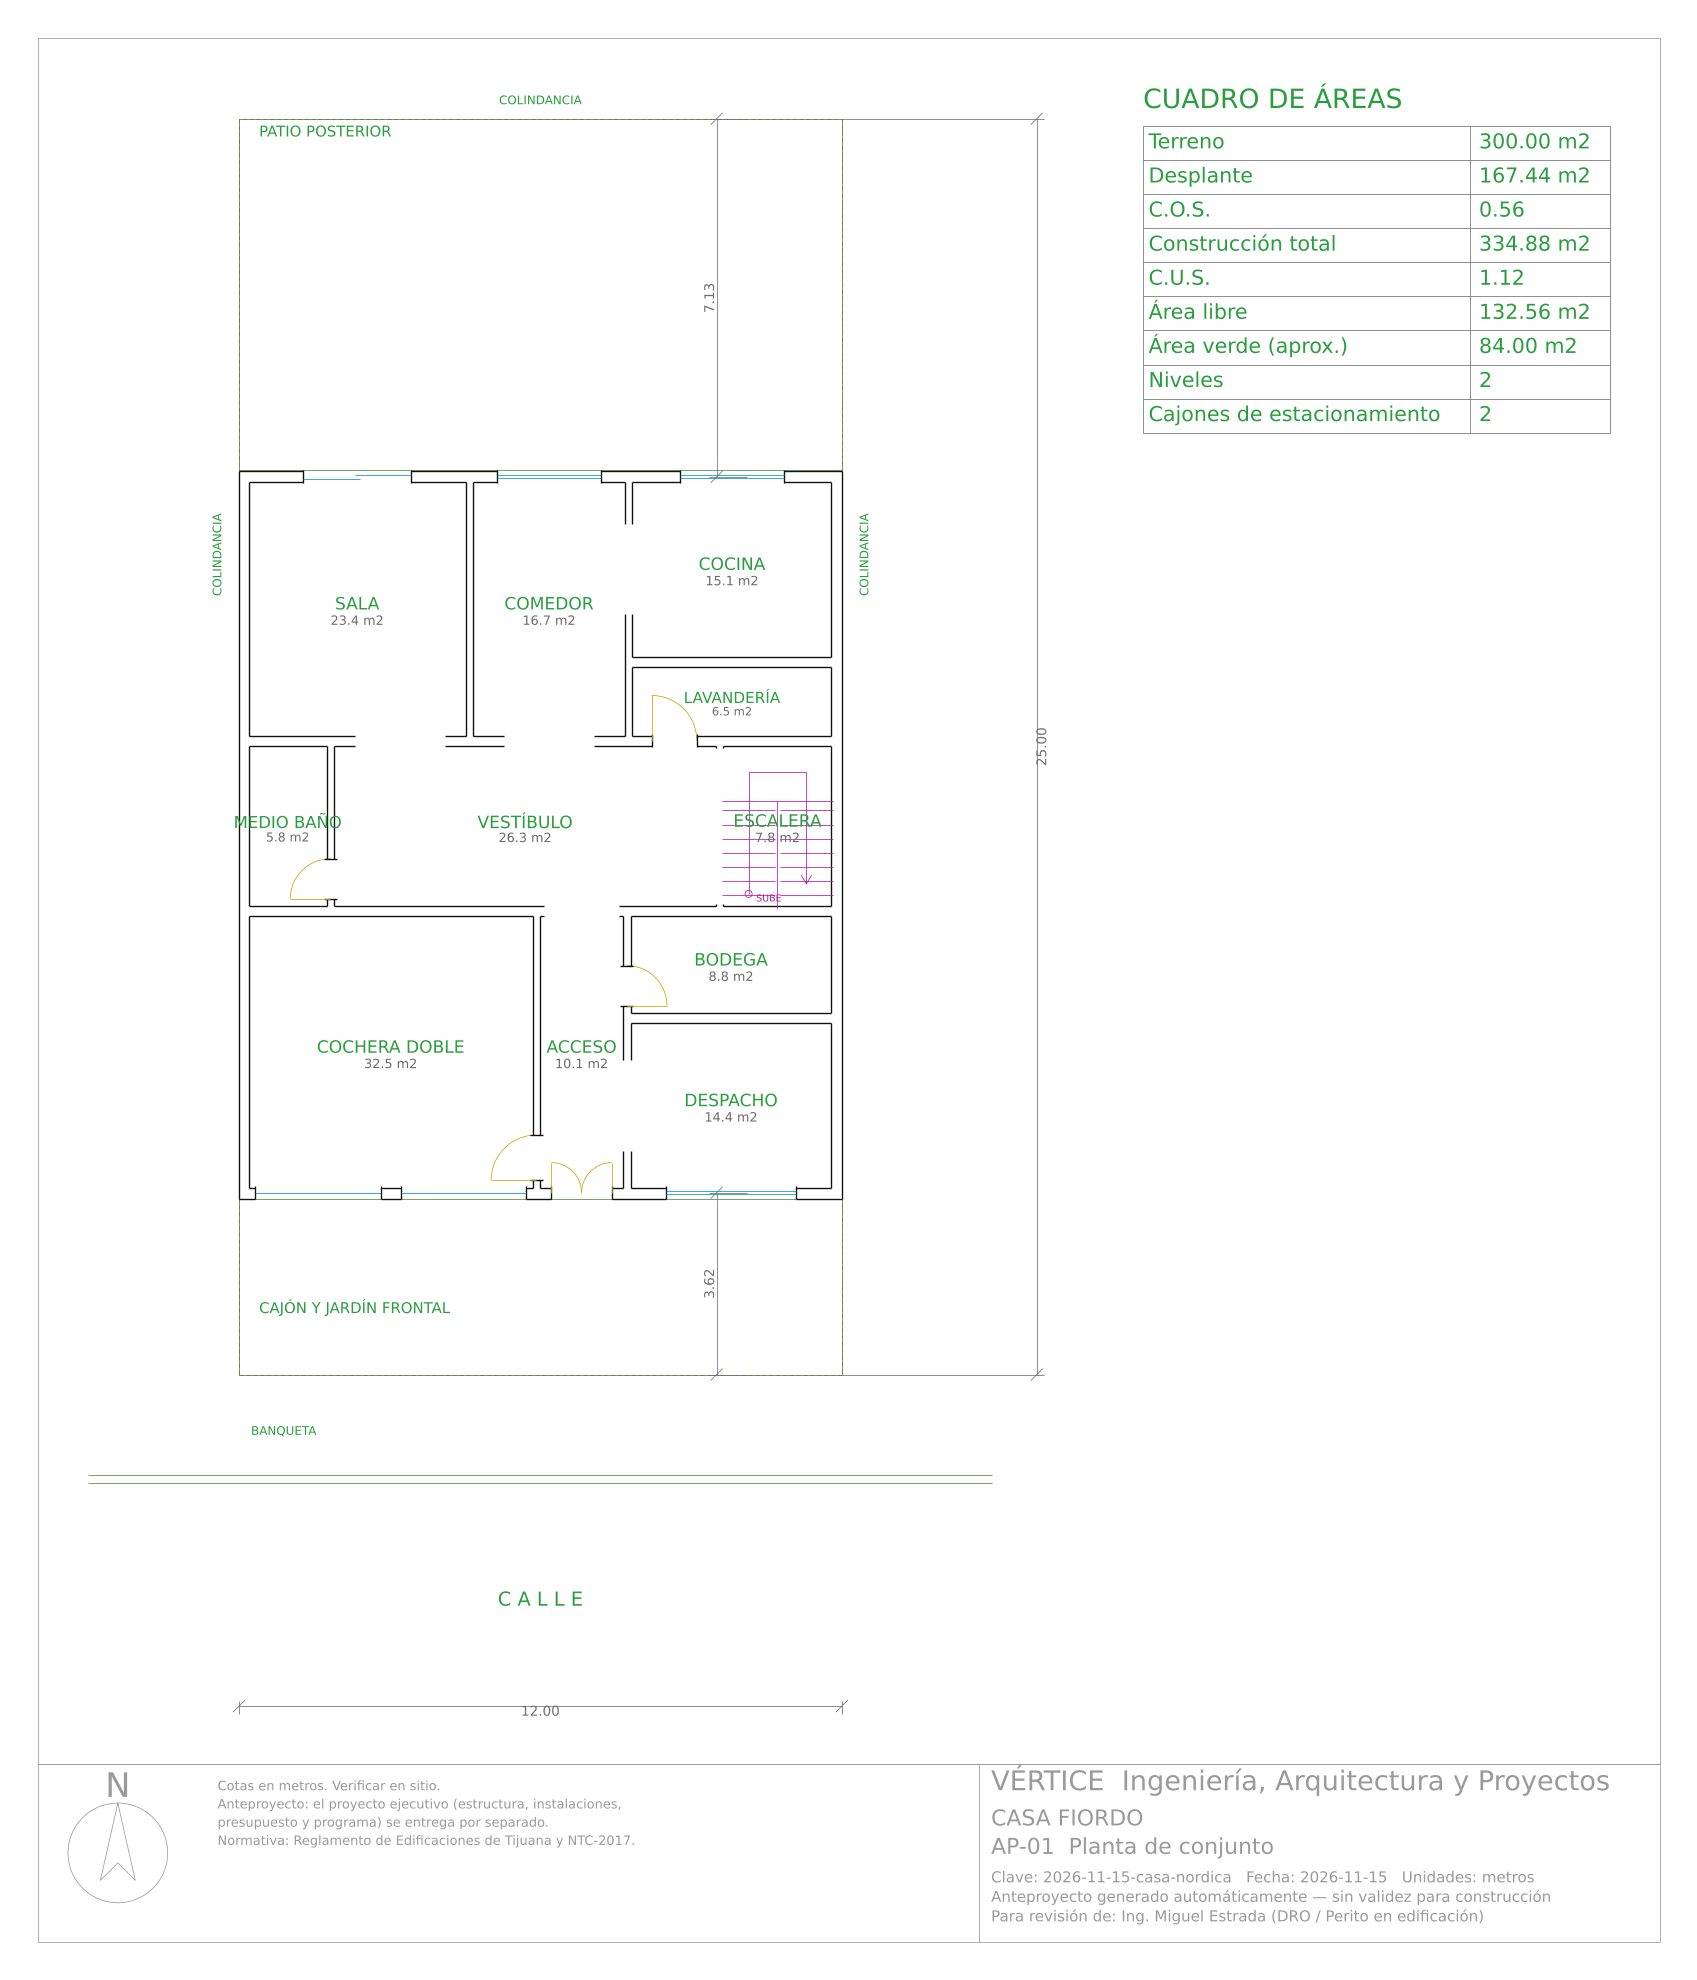 COLINDANCIA
PATIO POSTERIOR
7.13
CUADRO DE ÁREAS
Terreno 300.00 m2
Desplante 167.44 m2
C.O.S. 0.56
Construcción total 334.88 m2
C.U.S. 1.12
Área libre 132.56 m2
Área verde (aprox.) 84.00 m2
Niveles 2
Cajones de estacionamiento 2
COLINDANCIA
COLINDANCIA
SALA
23.4 m2
COMEDOR
16.7 m2
COCINA
15.1 m2
LAVANDERÍA
6.5 m2
25.00
MEDIO BAÑO
5.8 m2
VESTÍBULO
26.3 m2
ESCALERA
7.8 m2
SUBE
BODEGA
8.8 m2
COCHERA DOBLE
32.5 m2
ACCESO
10.1 m2
DESPACHO
14.4 m2
3.62
CAJÓN Y JARDÍN FRONTAL
BANQUETA
C A L L E
12.00
N
Cotas en metros. Verificar en sitio.
Anteproyecto: el proyecto ejecutivo (estructura, instalaciones,
presupuesto y programa) se entrega por separado.
Normativa: Reglamento de Edificaciones de Tijuana y NTC-2017.
VÉRTICE Ingeniería, Arquitectura y Proyectos
CASA FIORDO
AP-01 Planta de conjunto
Clave: 2026-11-15-casa-nordica Fecha: 2026-11-15 Unidades: metros
Anteproyecto generado automáticamente — sin validez para construcción
Para revisión de: Ing. Miguel Estrada (DRO / Perito en edificación)